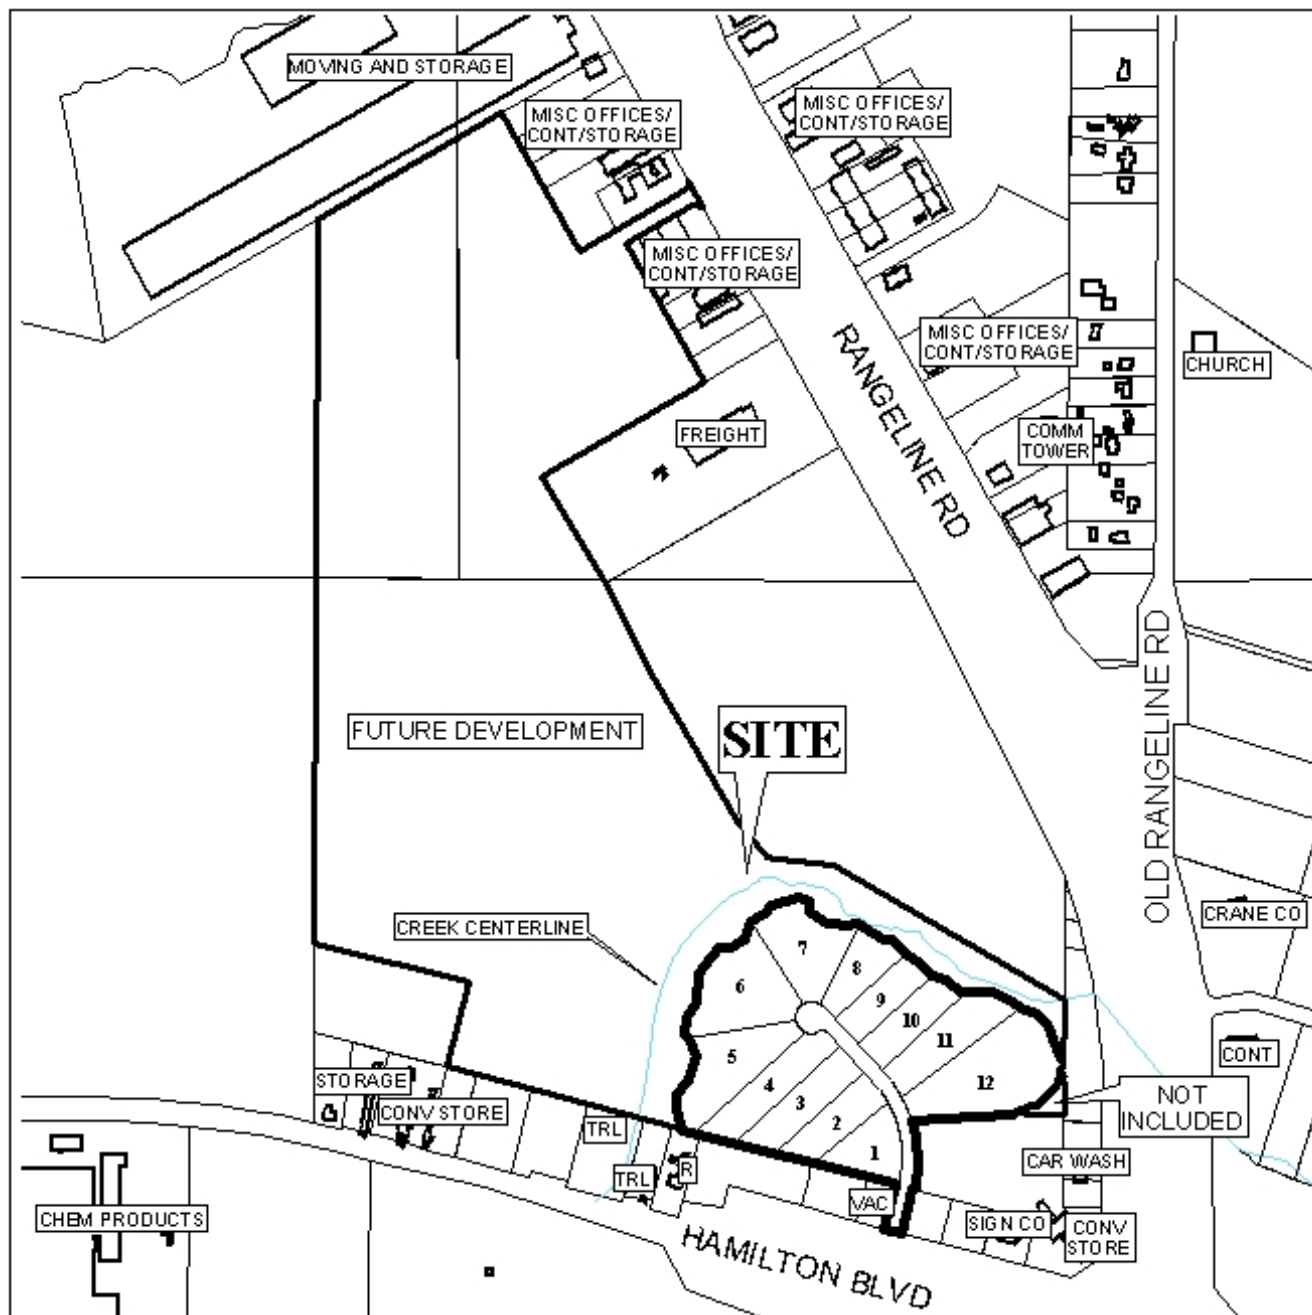 MOVING AND STORAGE
MISC OFFICES/
CONT/STORAGE
MISC OFFICES/
CONT/STORAGE
MISC OFFICES/
CONT/STORAGE
MISC OFFICES/
CONT/STORAGE
RANGELINE RD
CHURCH
FREIGHT
COMM
TOWER
OLD RANGELINE RD
FUTURE DEVELOPMENT
SITE
CREEK CENTERLINE
CRANE CO
7
8
6
9
10
11
5
4
3
2
1
12
CONT
NOT
INCLUDED
STORAGE
CONV STORE
TRL
TRL
R
CAR WASH
VAC
SIGN CO
CONV
STORE
CHEM PRODUCTS
HAMILTON BLVD